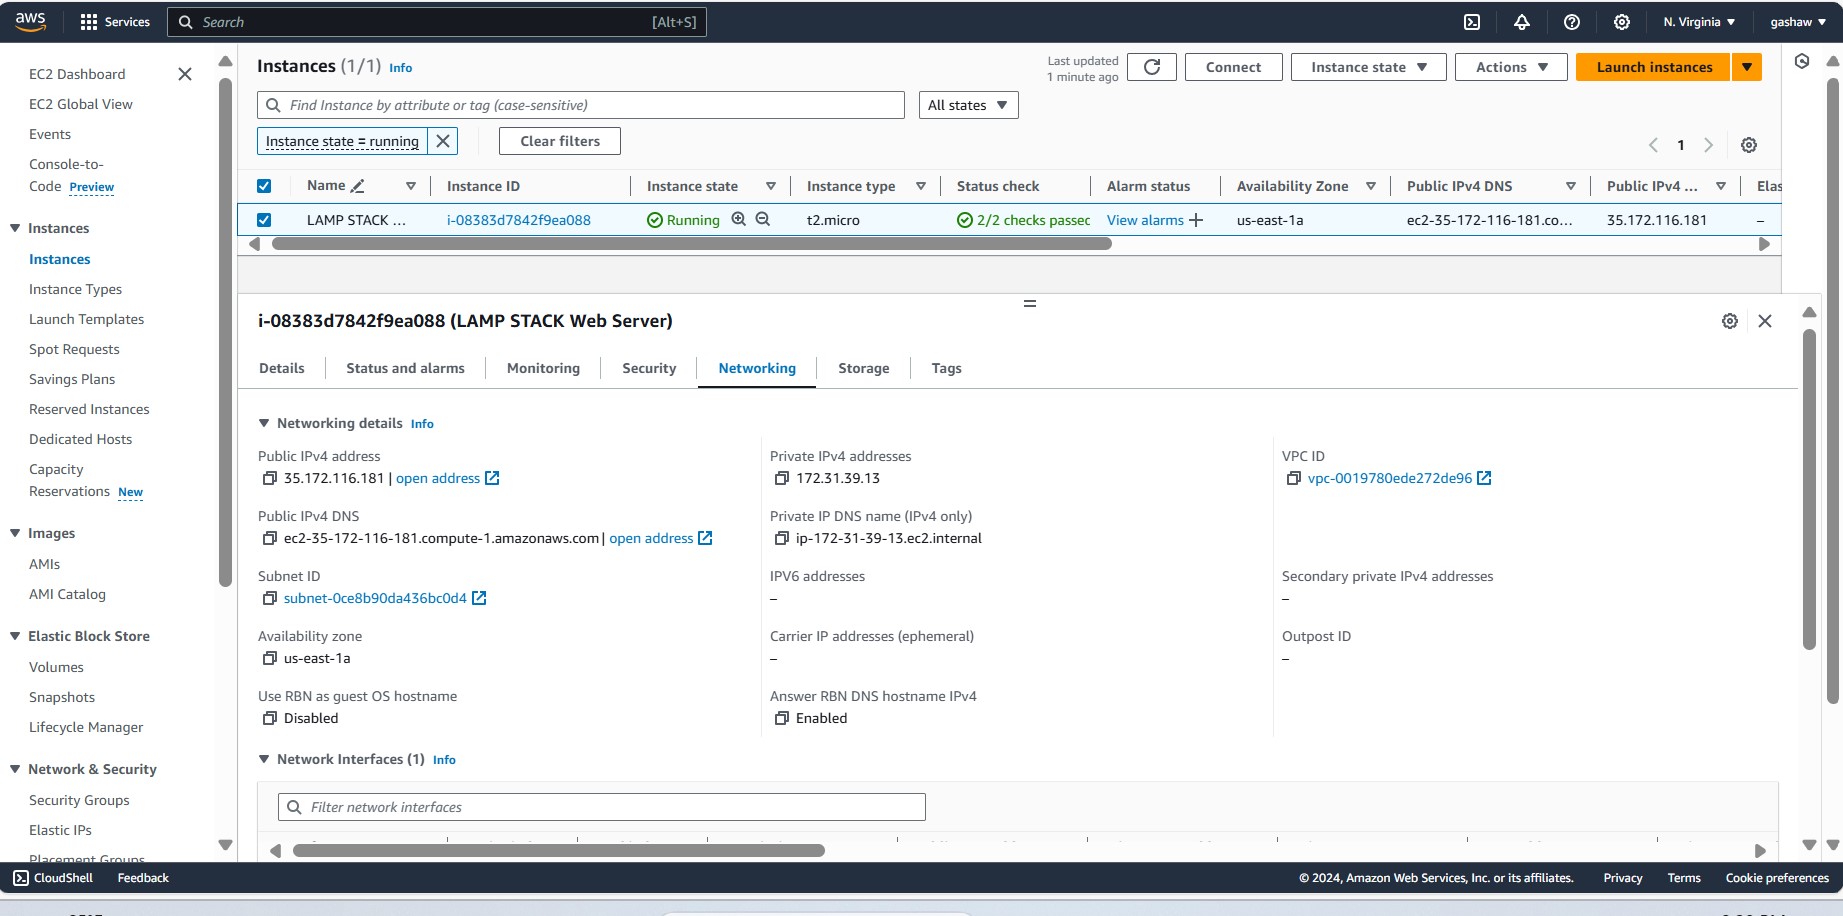 aws Services Search [Alt+S] N. Virginia gashaw
EC2 Dashboard
EC2 Global View
Events
Console-to-
Code Preview
Instances
Instances
Instance Types
Launch Templates
Spot Requests
Savings Plans
Reserved Instances
Dedicated Hosts
Capacity
Reservations New
Images
AMIs
AMI Catalog
Elastic Block Store
Volumes
Snapshots
Lifecycle Manager
Network & Security
Security Groups
Elastic IPs
Placement Groups
Instances (1/1) Info
Last updated
1 minute ago
Connect Instance state Actions Launch instances
Find Instance by attribute or tag (case-sensitive) All states
Instance state = running Clear filters
1
Name Instance ID Instance state Instance type Status check Alarm status Availability Zone Public IPv4 DNS Public IPv4 ... Elas
LAMP STACK ... i-08383d7842f9ea088 Running t2.micro 2/2 checks passec View alarms + us-east-1a ec2-35-172-116-181.co... 35.172.116.181 –
i-08383d7842f9ea088 (LAMP STACK Web Server)
Details Status and alarms Monitoring Security Networking Storage Tags
Networking details Info
Public IPv4 address
35.172.116.181 | open address
Private IPv4 addresses
172.31.39.13
VPC ID
vpc-0019780ede272de96
Public IPv4 DNS
ec2-35-172-116-181.compute-1.amazonaws.com | open address
Private IP DNS name (IPv4 only)
ip-172-31-39-13.ec2.internal
Subnet ID
subnet-0ce8b90da436bc0d4
IPV6 addresses
–
Secondary private IPv4 addresses
–
Availability zone
us-east-1a
Carrier IP addresses (ephemeral)
–
Outpost ID
–
Use RBN as guest OS hostname
Disabled
Answer RBN DNS hostname IPv4
Enabled
Network Interfaces (1) Info
Filter network interfaces
CloudShell Feedback © 2024, Amazon Web Services, Inc. or its affiliates. Privacy Terms Cookie preferences